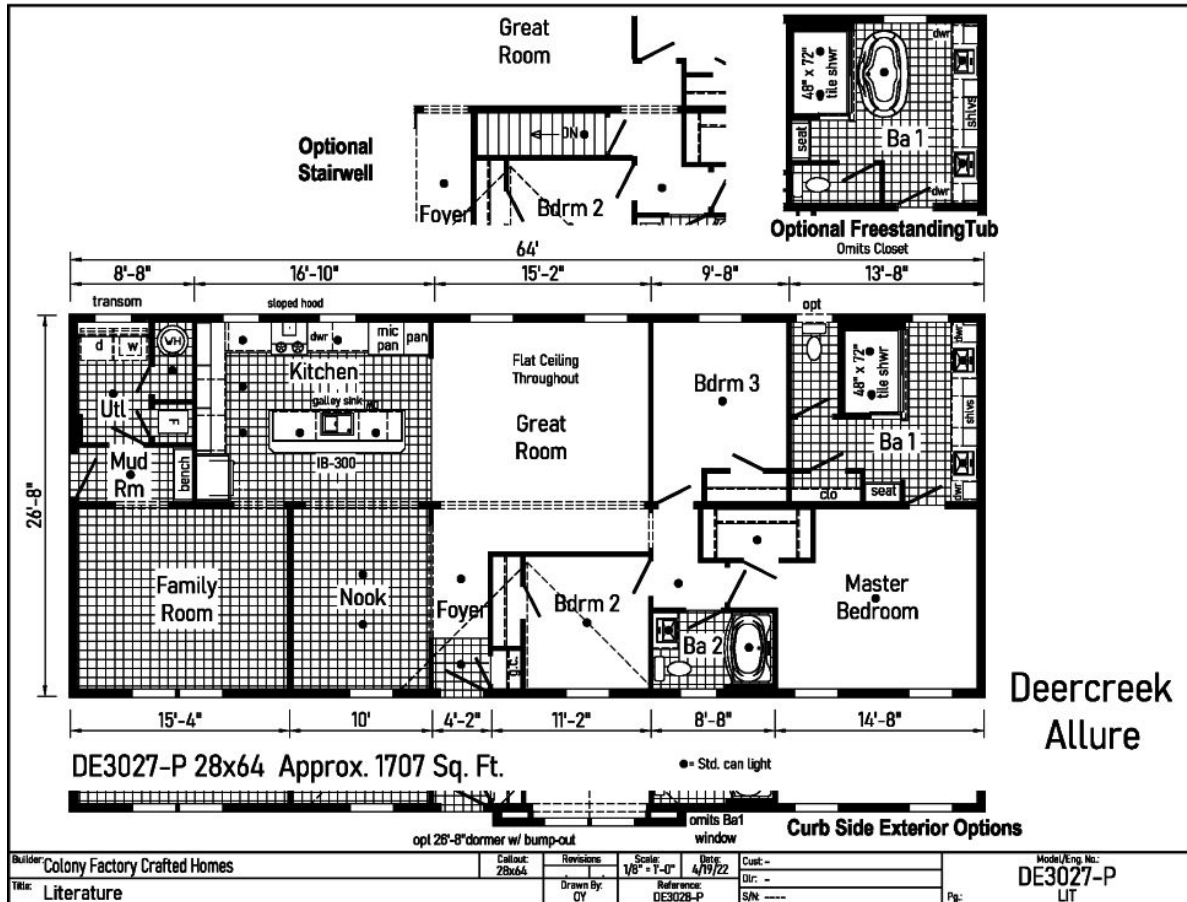 Great
Room
Optional
Stairwell
DN
Foyer
Bdrm 2
48" x 72"
tile shwr
dwr
shlvs
seat
Ba 1
dwr
Optional FreestandingTub
Omits Closet
64'
8'-8"
16'-10"
15'-2"
9'-8"
13'-8"
transom
sloped hood
opt
26'-8"
d
w
WH
Utl
F
Mud
Rm
bench
dwr
mic
pan
pan
Kitchen
galley sink
DW
IB-300
Flat Ceiling
Throughout
Great
Room
Bdrm 3
48" x 72"
tile shwr
dwr
shlvs
Ba 1
clo
seat
dwr
Family
Room
Nook
Foyer
g.c.
Bdrm 2
Ba 2
Master
Bedroom
15'-4"
10'
4'-2"
11'-2"
8'-8"
14'-8"
Deercreek
Allure
DE3027-P 28x64 Approx. 1707 Sq. Ft.
●= Std. can light
opt 26'-8"dormer w/ bump-out
omits Ba1
window
Curb Side Exterior Options
Builder: Colony Factory Crafted Homes
Title: Literature
Callout:
28x64
Revisions
Drawn By:
OY
Scale:
1/8" = 1'-0"
Date:
4/19/22
Reference:
DE3028-P
Cust: -
Dlr: -
S/N: ----
Model/Eng. No.:
DE3027-P
Pg.: LIT